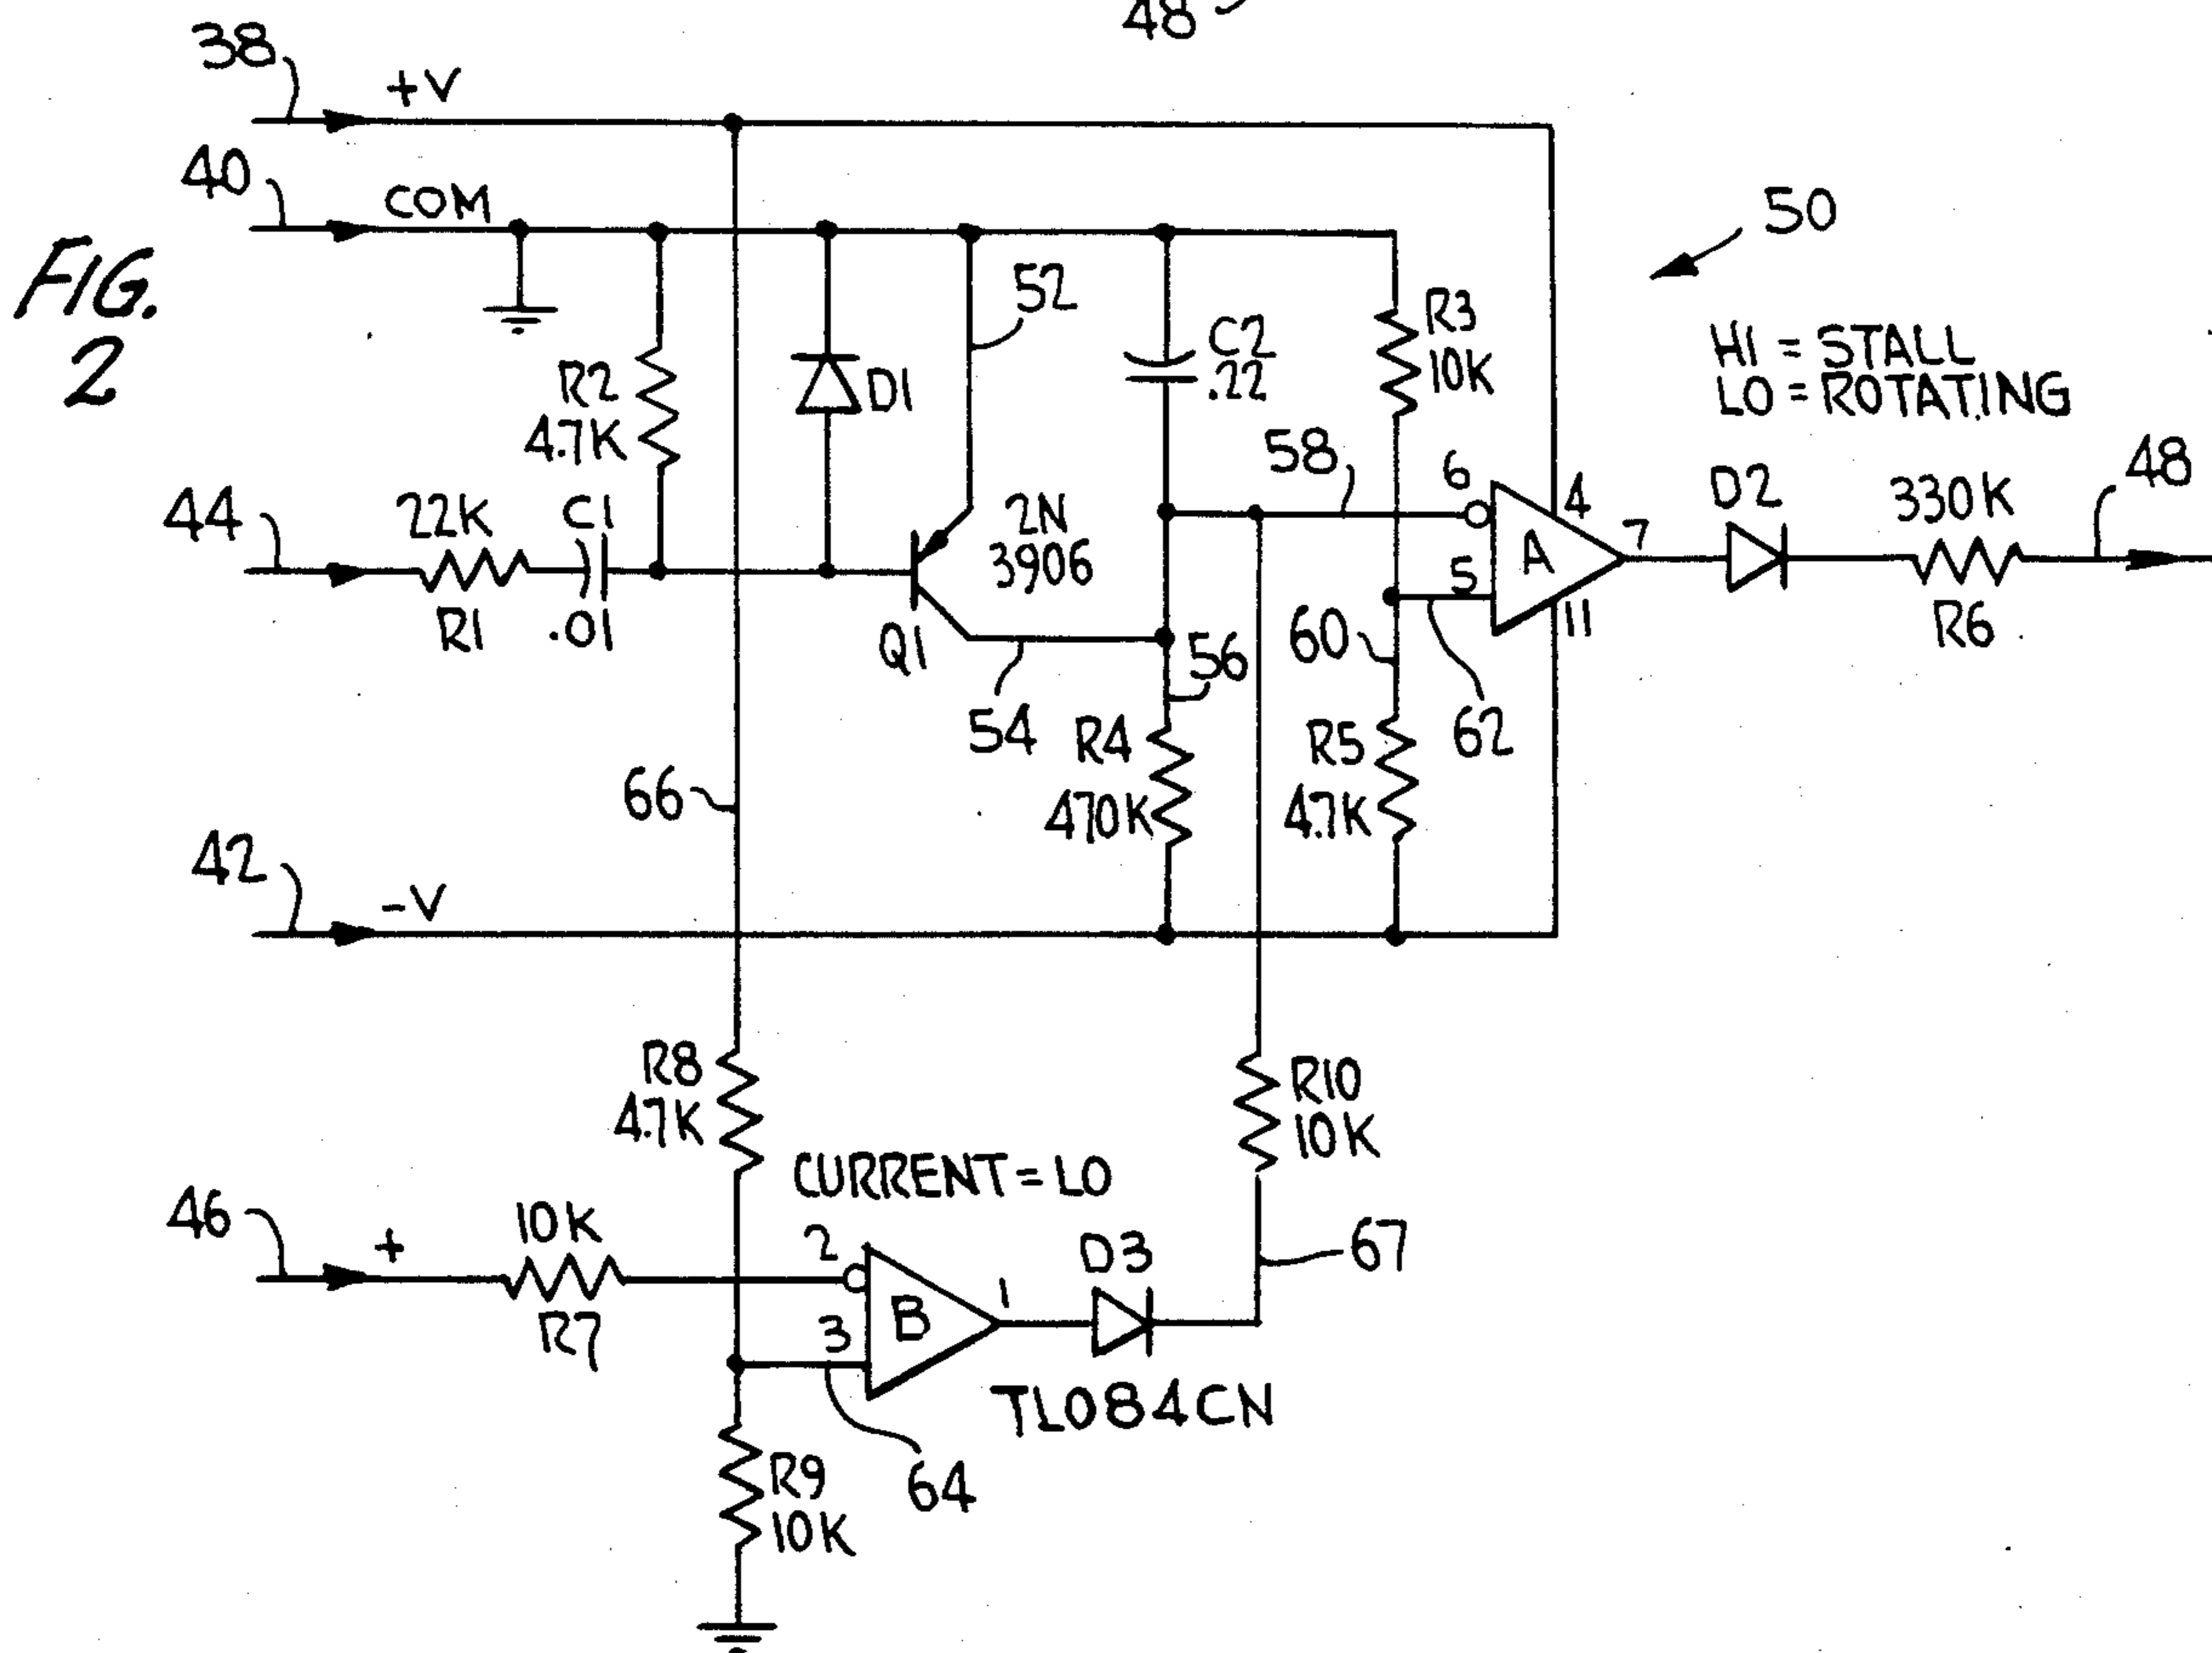 48
38
+V
40
COM
50
FIG.
2
52
R2
4.7K
D1
C2
.22
R3
10K
HI = STALL
LO = ROTATING
44
22K
C1
R1
.01
2N
3906
Q1
58
6
4
5
A
7
11
D2
330K
48
R6
54
56
60
62
R4
470K
R5
4.7K
66
42
-V
R8
4.7K
R10
10K
CURRENT = LO
46
+
10K
R7
2
3
B
1
D3
67
TL084CN
64
R9
10K